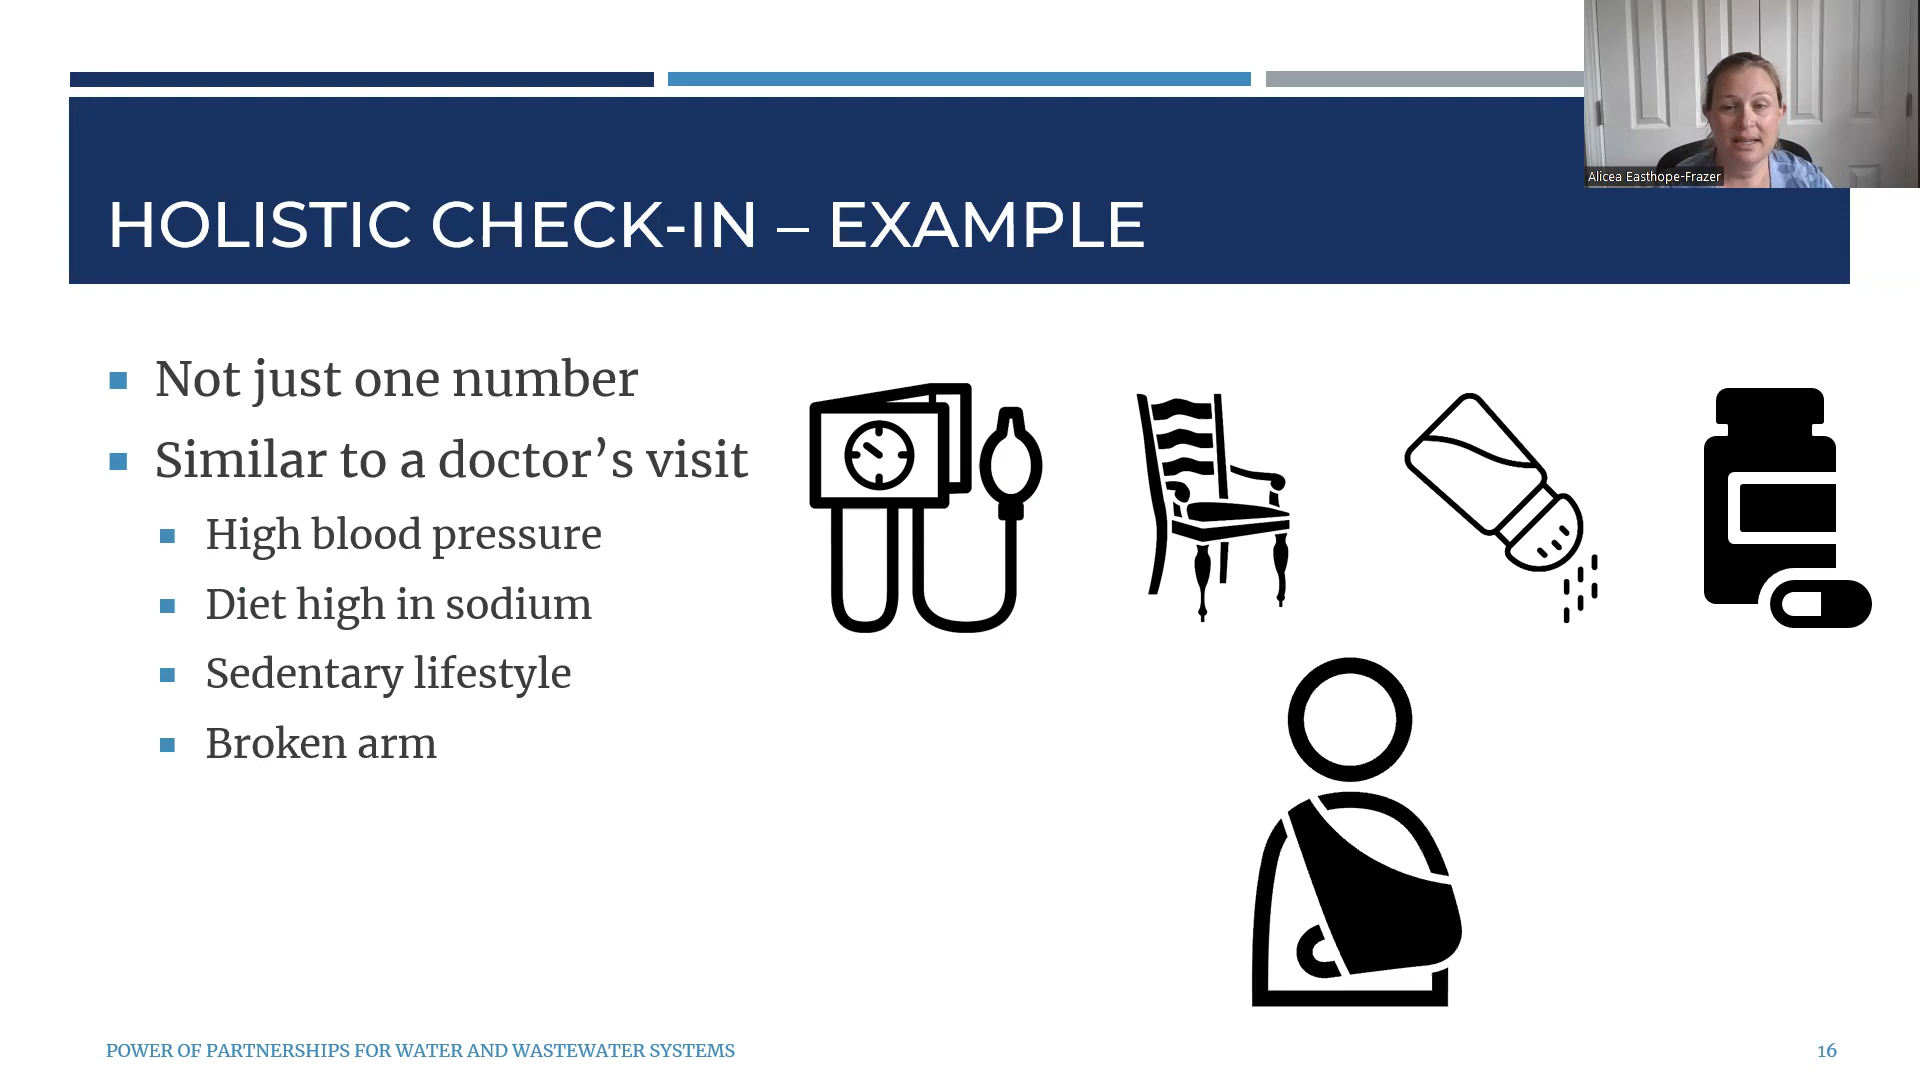 Alicea Easthope-Frazer
HOLISTIC CHECK-IN – EXAMPLE
Not just one number
Similar to a doctor’s visit
High blood pressure
Diet high in sodium
Sedentary lifestyle
Broken arm
POWER OF PARTNERSHIPS FOR WATER AND WASTEWATER SYSTEMS
16